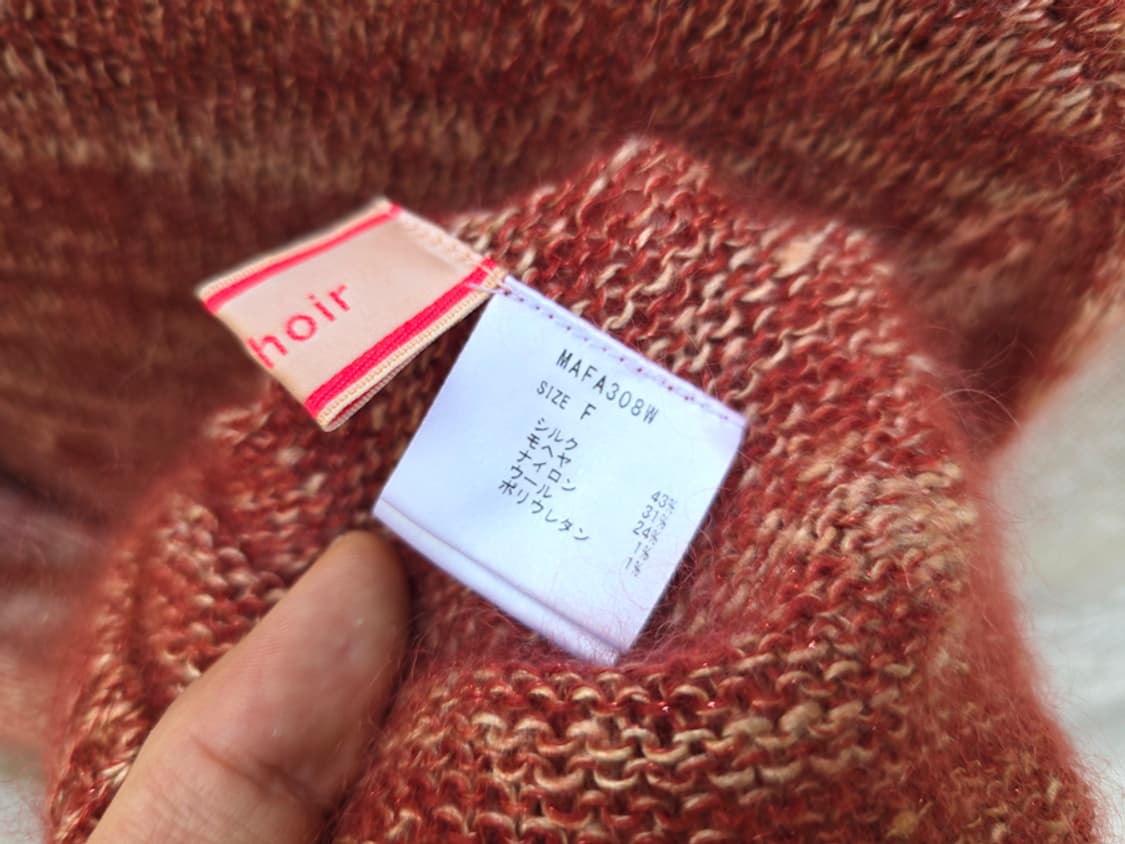 hoir
MAFA308W
SIZE F
シルク 43%
モヘヤ 31%
ナイロン 24%
ウール 1%
ポリウレタン 1%